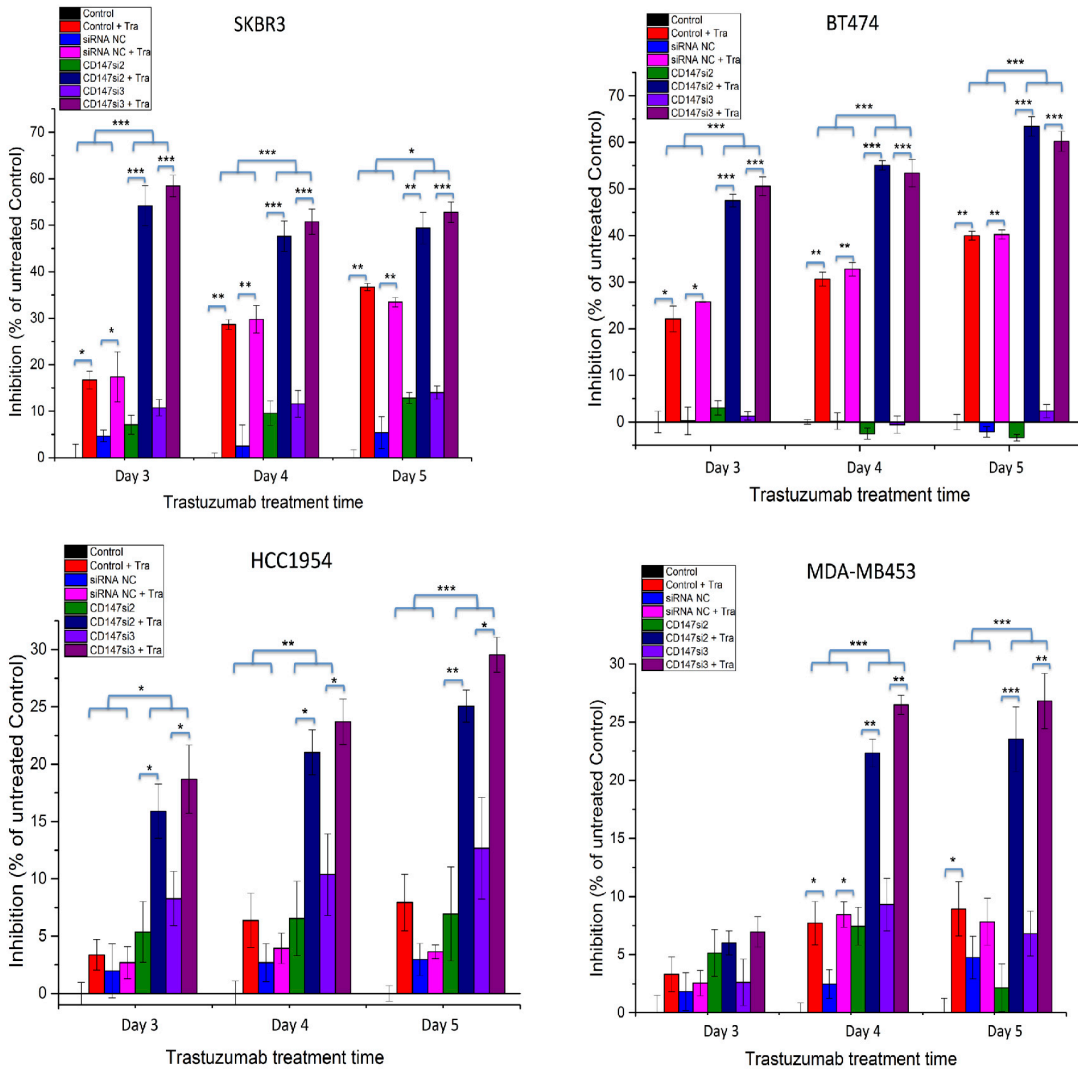 SKBR3
Control
Control + Tra
siRNA NC
siRNA NC + Tra
CD147si2
CD147si2 + Tra
CD147si3
CD147si3 + Tra
Inhibition (% of untreated Control)
70
60
50
40
30
20
10
0
*
*
***
***
***
**
**
***
***
***
**
**
**
***
*
Day 3
Day 4
Day 5
Trastuzumab treatment time
BT474
Control
Control + Tra
siRNA NC
siRNA NC + Tra
CD147si2
CD147si2 + Tra
CD147si3
CD147si3 + Tra
Inhibition (% of untreated Control)
70
60
50
40
30
20
10
0
*
*
***
***
***
**
**
***
***
***
**
**
***
***
***
Day 3
Day 4
Day 5
Trastuzumab treatment time
HCC1954
Control
Control + Tra
siRNA NC
siRNA NC + Tra
CD147si2
CD147si2 + Tra
CD147si3
CD147si3 + Tra
Inhibition (% of untreated Control)
30
25
20
15
10
5
0
*
*
*
**
*
*
***
**
*
Day 3
Day 4
Day 5
Trastuzumab treatment time
MDA-MB453
Control
Control + Tra
siRNA NC
siRNA NC + Tra
CD147si2
CD147si2 + Tra
CD147si3
CD147si3 + Tra
Inhibition (% of untreated Control)
30
25
20
15
10
5
0
*
*
***
**
**
*
***
***
**
Day 3
Day 4
Day 5
Trastuzumab treatment time